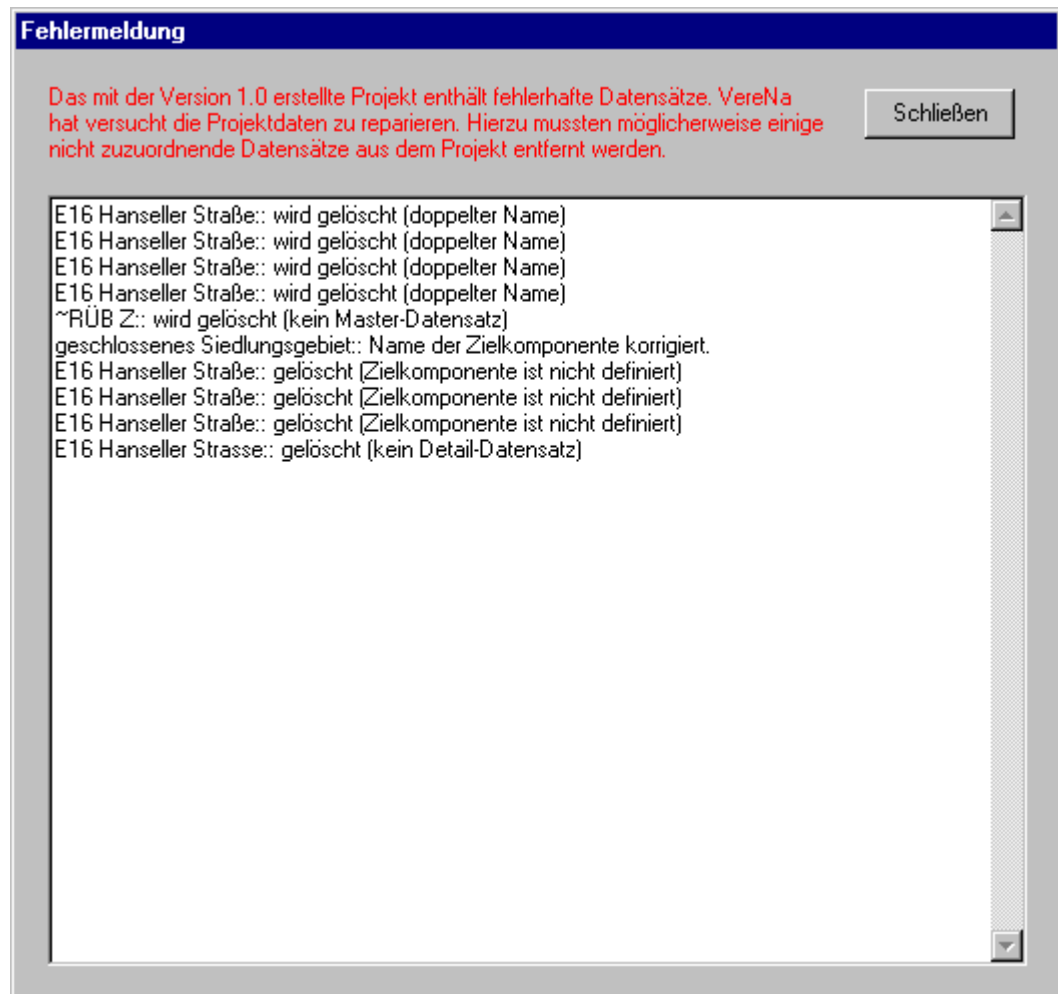 Fehlermeldung
Das mit der Version 1.0 erstellte Projekt enthält fehlerhafte Datensätze. VereNa
hat versucht die Projektdaten zu reparieren. Hierzu mussten möglicherweise einige
nicht zuzuordnende Datensätze aus dem Projekt entfernt werden.
Schließen
E16 Hanseller Straße:: wird gelöscht (doppelter Name)
E16 Hanseller Straße:: wird gelöscht (doppelter Name)
E16 Hanseller Straße:: wird gelöscht (doppelter Name)
E16 Hanseller Straße:: wird gelöscht (doppelter Name)
~RÜB Z:: wird gelöscht (kein Master-Datensatz)
geschlossenes Siedlungsgebiet:: Name der Zielkomponente korrigiert.
E16 Hanseller Straße:: gelöscht (Zielkomponente ist nicht definiert)
E16 Hanseller Straße:: gelöscht (Zielkomponente ist nicht definiert)
E16 Hanseller Straße:: gelöscht (Zielkomponente ist nicht definiert)
E16 Hanseller Strasse:: gelöscht (kein Detail-Datensatz)